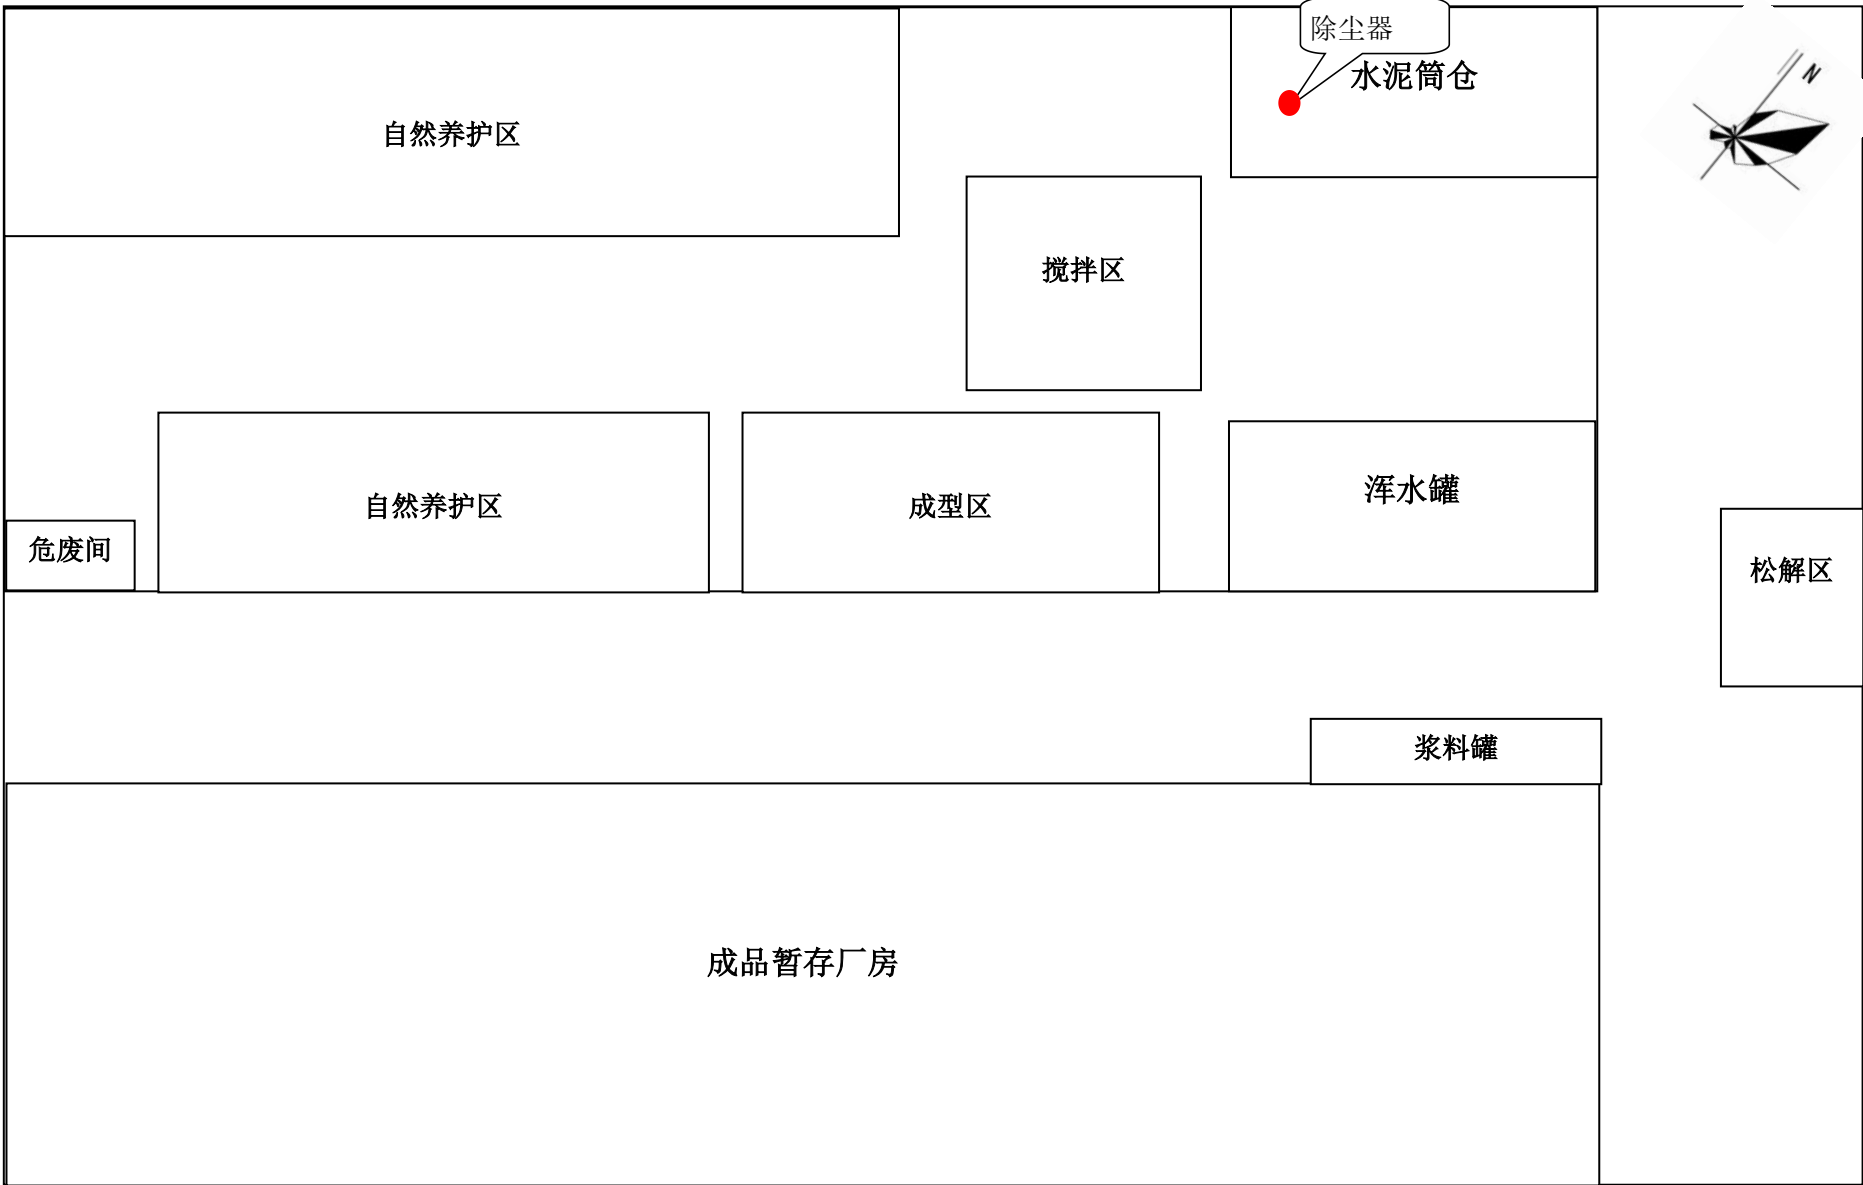 除尘器
水泥筒仓
N
自然养护区
搅拌区
自然养护区
成型区
浑水罐
危废间
松解区
浆料罐
成品暂存厂房